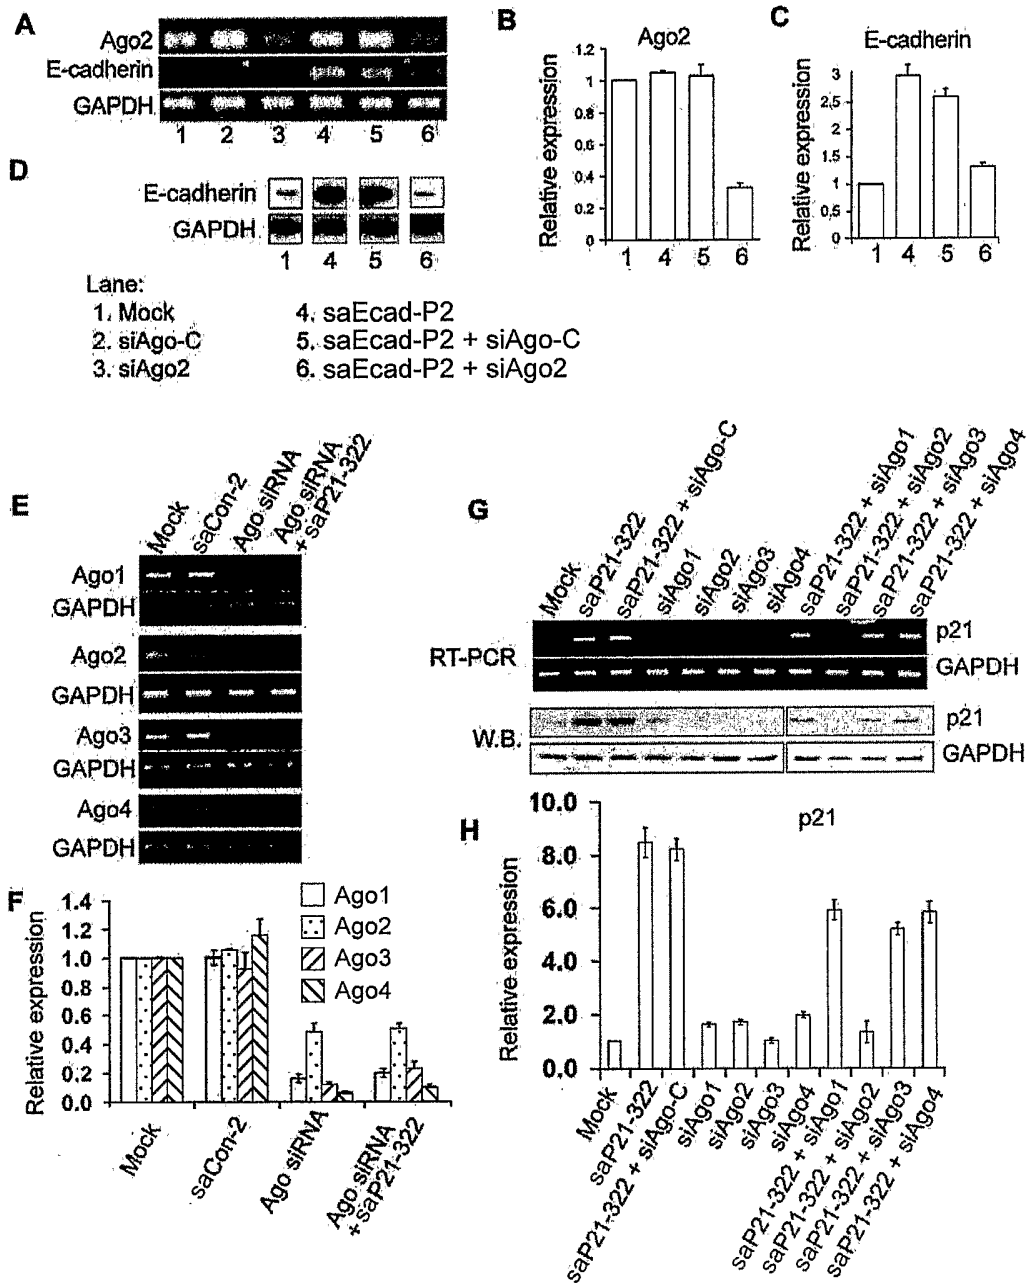 A
Ago2
E-cadherin
GAPDH
1 2 3 4 5 6
B
Ago2
Relative expression
1.2
1
0.8
0.6
0.4
0.2
0
1 4 5 6
C
E-cadherin
Relative expression
3
2.5
2
1.5
1
0.5
0
1 4 5 6
D
E-cadherin
GAPDH
1 4 5 6
Lane:
1. Mock
2. siAgo-C
3. siAgo2
4. saEcad-P2
5. saEcad-P2 + siAgo-C
6. saEcad-P2 + siAgo2
E
Mock
saCon-2
Ago siRNA
Ago siRNA
+ saP21-322
Ago1
GAPDH
Ago2
GAPDH
Ago3
GAPDH
Ago4
GAPDH
F
Relative expression
1.4
1.2
1.0
0.8
0.6
0.4
0.2
0.0
Ago1
Ago2
Ago3
Ago4
Mock
saCon-2
Ago siRNA
Ago siRNA
+ saP21-322
G
Mock
saP21-322
saP21-322 + siAgo-C
siAgo1
siAgo2
siAgo3
siAgo4
saP21-322 + siAgo1
saP21-322 + siAgo2
saP21-322 + siAgo3
saP21-322 + siAgo4
RT-PCR
p21
GAPDH
W.B.
p21
GAPDH
H
p21
Relative expression
10.0
8.0
6.0
4.0
2.0
0.0
Mock
saP21-322
saP21-322 + siAgo-C
siAgo1
siAgo2
siAgo3
siAgo4
saP21-322 + siAgo1
saP21-322 + siAgo2
saP21-322 + siAgo3
saP21-322 + siAgo4